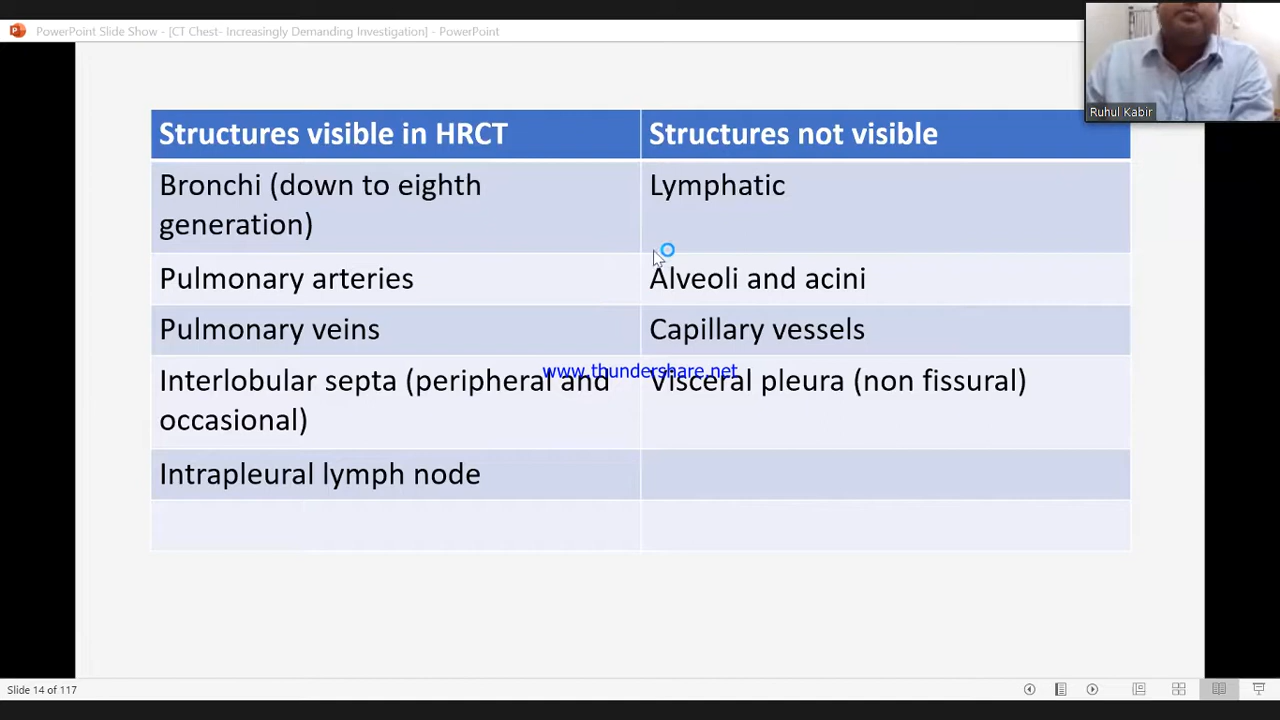 PowerPoint Slide Show - [CT Chest- Increasingly Demanding Investigation] - PowerPoint
Ruhul Kabir
Structures visible in HRCT
Structures not visible
Bronchi (down to eighth
generation)
Lymphatic
Pulmonary arteries
Alveoli and acini
Pulmonary veins
Capillary vessels
www.thundershare.net
Interlobular septa (peripheral and
occasional)
Visceral pleura (non fissural)
Intrapleural lymph node
Slide 14 of 117